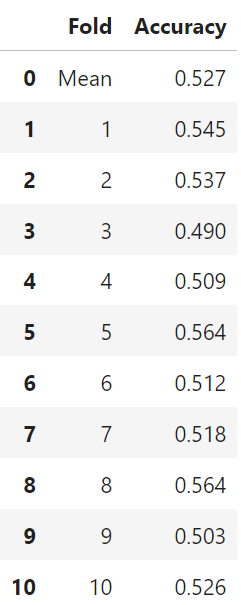 Fold Accuracy
0 Mean 0.527
1 1 0.545
2 2 0.537
3 3 0.490
4 4 0.509
5 5 0.564
6 6 0.512
7 7 0.518
8 8 0.564
9 9 0.503
10 10 0.526